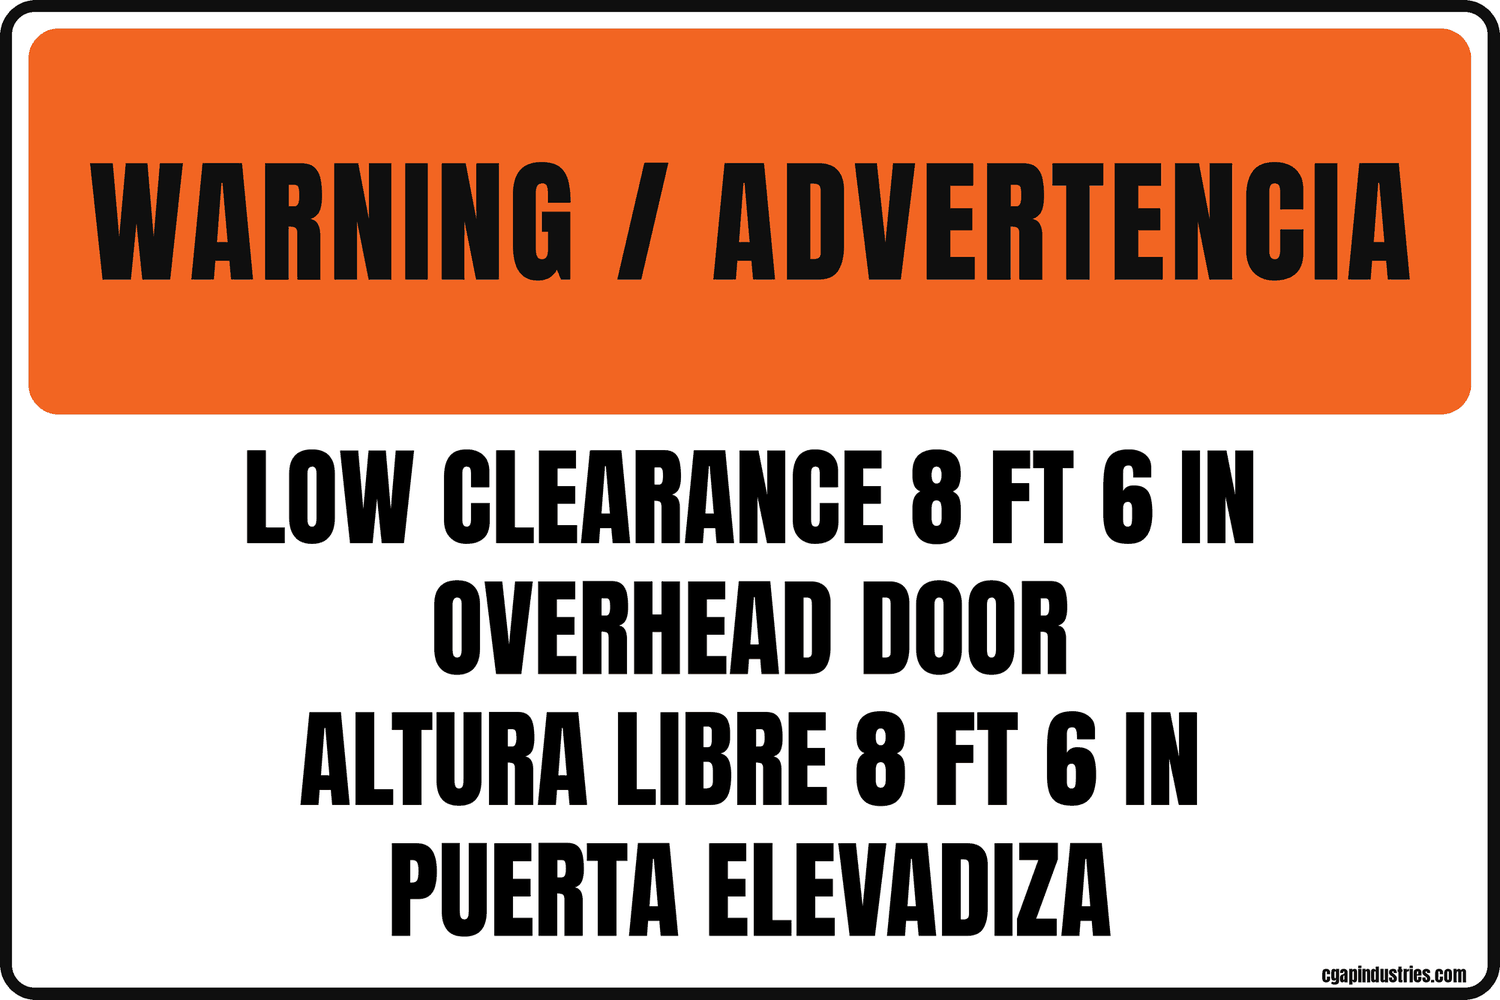 WARNING / ADVERTENCIA
LOW CLEARANCE 8 FT 6 IN
OVERHEAD DOOR
ALTURA LIBRE 8 FT 6 IN
PUERTA ELEVADIZA
cgapindustries.com